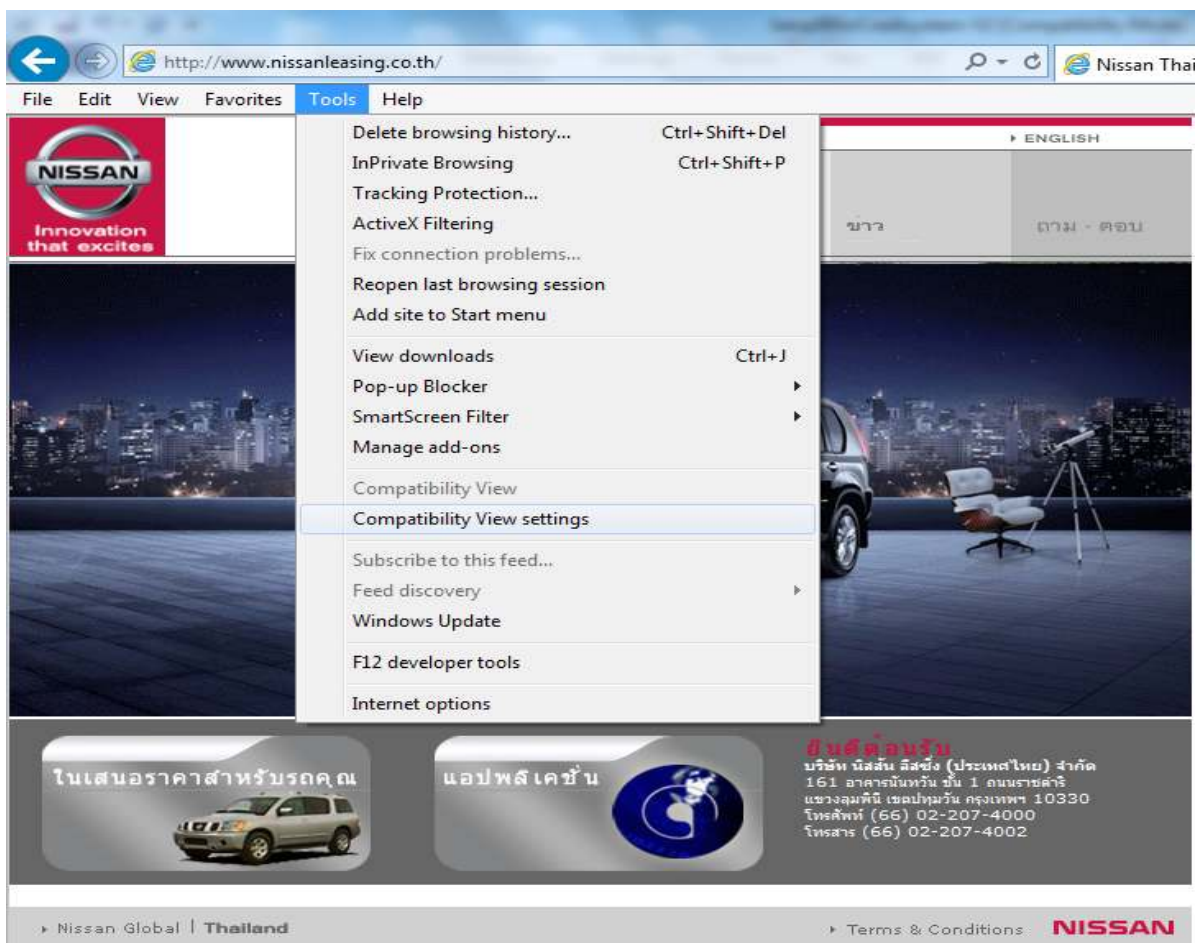 http://www.nissanleasing.co.th/
Nissan Thai
File Edit View Favorites Tools Help
Delete browsing history... Ctrl+Shift+Del
InPrivate Browsing Ctrl+Shift+P
Tracking Protection...
ActiveX Filtering
Fix connection problems...
Reopen last browsing session
Add site to Start menu
View downloads Ctrl+J
Pop-up Blocker
SmartScreen Filter
Manage add-ons
Compatibility View
Compatibility View settings
Subscribe to this feed...
Feed discovery
Windows Update
F12 developer tools
Internet options
NISSAN
Innovation
that excites
ENGLISH
ข่าว
ถาม - ตอบ
ใบเสนอราคาสำหรับรถคุณ
แอปพลิเคชั่น
ยินดีต้อนรับ
บริษัท นิสสัน ลีสซิ่ง (ประเทศไทย) จำกัด
161 อาคารนันทวัน ชั้น 1 ถนนราชดำริ
แขวงลุมพินี เขตปทุมวัน กรุงเทพฯ 10330
โทรศัพท์ (66) 02-207-4000
โทรสาร (66) 02-207-4002
Nissan Global | Thailand
Terms & Conditions NISSAN